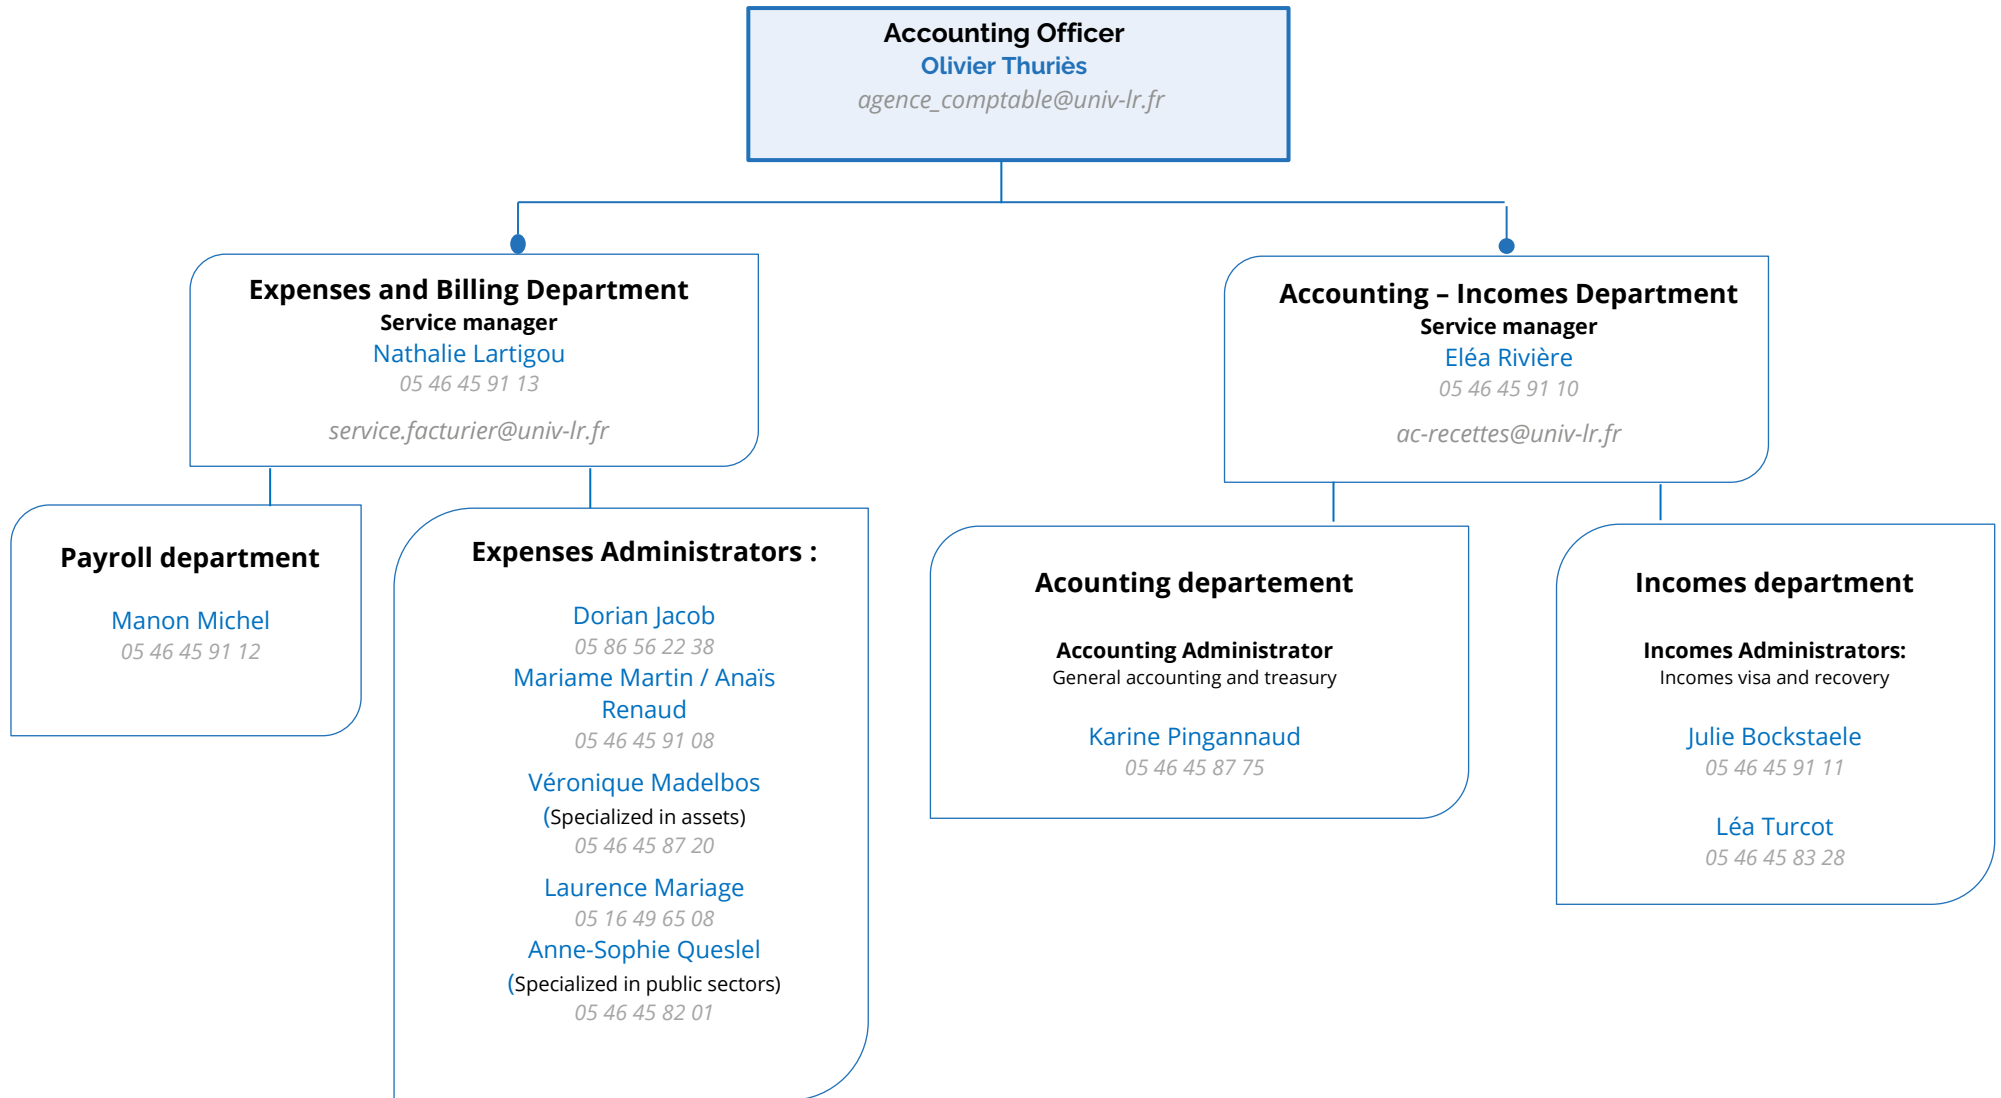 Accounting Officer
Olivier Thuriès
agence_comptable@univ-lr.fr
Expenses and Billing Department
Service manager
Nathalie Lartigou
05 46 45 91 13
service.facturier@univ-lr.fr
Accounting – Incomes Department
Service manager
Eléa Rivière
05 46 45 91 10
ac-recettes@univ-lr.fr
Payroll department
Manon Michel
05 46 45 91 12
Expenses Administrators :
Dorian Jacob
05 86 56 22 38
Mariame Martin / Anaïs
Renaud
05 46 45 91 08
Véronique Madelbos
(Specialized in assets)
05 46 45 87 20
Laurence Mariage
05 16 49 65 08
Anne-Sophie Queslel
(Specialized in public sectors)
05 46 45 82 01
Acounting departement
Accounting Administrator
General accounting and treasury
Karine Pingannaud
05 46 45 87 75
Incomes department
Incomes Administrators:
Incomes visa and recovery
Julie Bockstaele
05 46 45 91 11
Léa Turcot
05 46 45 83 28